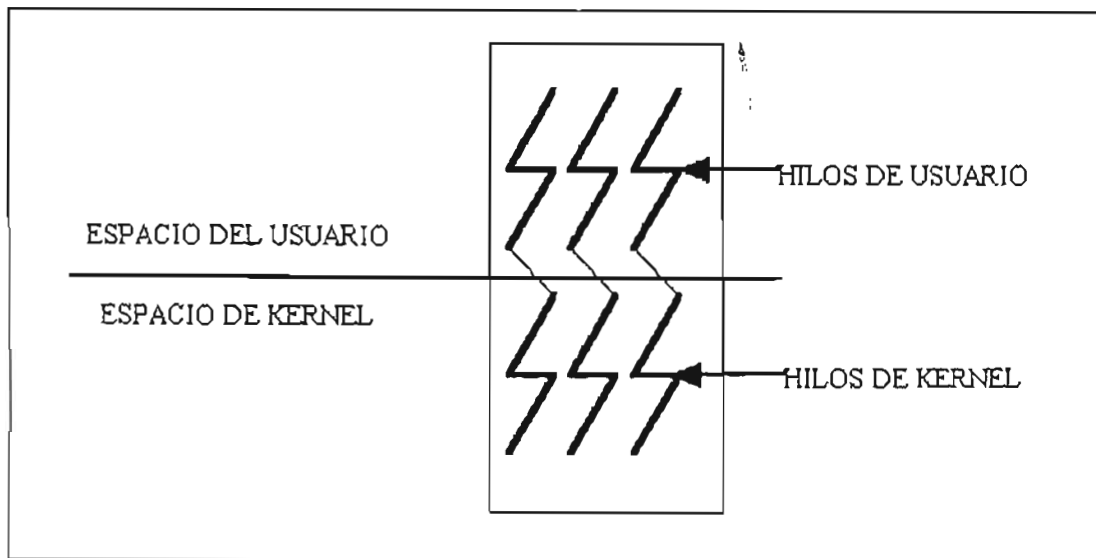 HILOS DE USUARIO
ESPACIO DEL USUARIO
ESPACIO DE KERNEL
HILOS DE KERNEL